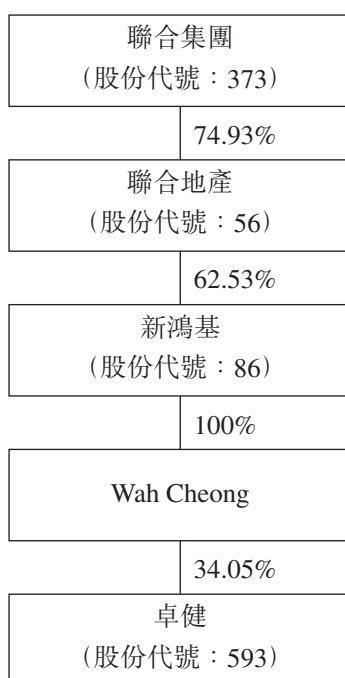 聯合集團
（股份代號：373）
74.93%
聯合地產
（股份代號：56）
62.53%
新鴻基
（股份代號：86）
100%
Wah Cheong
34.05%
卓健
（股份代號：593）